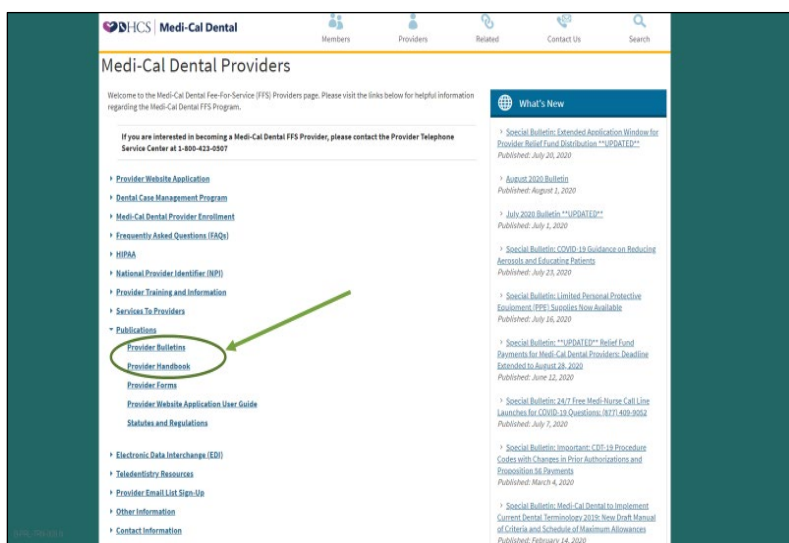 DHCS | Medi-Cal Dental
Members
Providers
Related
Contact Us
Search
Medi-Cal Dental Providers
Welcome to the Medi-Cal Dental Fee-For-Service (FFS) Providers page. Please visit the links below for helpful information
regarding the Medi-Cal Dental FFS Program.
If you are interested in becoming a Medi-Cal Dental FFS Provider, please contact the Provider Telephone
Service Center at 1-800-423-0507
Provider Website Application
Dental Case Management Program
Medi-Cal Dental Provider Enrollment
Frequently Asked Questions (FAQs)
HIPAA
National Provider Identifier (NPI)
Provider Training and Information
Services To Providers
Publications
Provider Bulletins
Provider Handbook
Provider Forms
Provider Website Application User Guide
Statutes and Regulations
Electronic Data Interchange (EDI)
Teledentistry Resources
Provider Email List Sign-Up
Other Information
Contact Information
What's New
> Special Bulletin: Extended Application Window for
Provider Relief Fund Distribution **UPDATED**
Published: July 20, 2020
> August 2020 Bulletin
Published: August 1, 2020
> July 2020 Bulletin **UPDATED**
Published: July 1, 2020
> Special Bulletin: COVID-19 Guidance on Reducing
Aerosols and Educating Patients
Published: July 23, 2020
> Special Bulletin: Limited Personal Protective
Equipment (PPE) Supplies Now Available
Published: July 16, 2020
> Special Bulletin: **UPDATED** Relief Fund
Payments for Medi-Cal Dental Providers: Deadline
Extended to August 28, 2020
Published: June 12, 2020
> Special Bulletin: 24/7 Free Medi-Nurse Call Line
Launches for COVID-19 Questions: (877) 409-9052
Published: July 7, 2020
> Special Bulletin: Important: CDT-19 Procedure
Codes with Changes in Prior Authorizations and
Proposition 56 Payments
Published: March 4, 2020
> Special Bulletin: Medi-Cal Dental to Implement
Current Dental Terminology 2019: New Draft Manual
of Criteria and Schedule of Maximum Allowances
Published: February 14, 2020